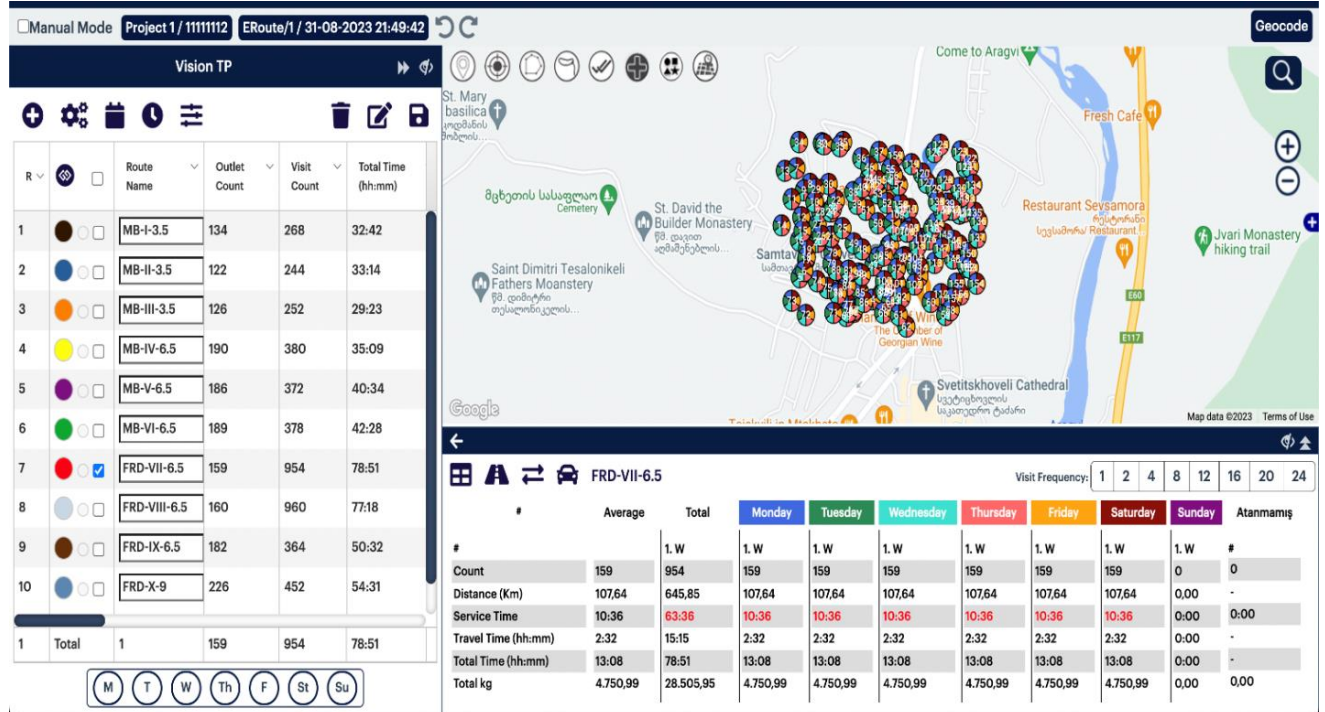 Manual Mode Project 1 / 11111112 ERoute/1 / 31-08-2023 21:49:42 Geocode
Vision TP
R Route Name Outlet Count Visit Count Total Time (hh:mm)
1 MB-I-3.5 134 268 32:42
2 MB-II-3.5 122 244 33:14
3 MB-III-3.5 126 252 29:23
4 MB-IV-6.5 190 380 35:09
5 MB-V-6.5 186 372 40:34
6 MB-VI-6.5 189 378 42:28
7 FRD-VII-6.5 159 954 78:51
8 FRD-VIII-6.5 160 960 77:18
9 FRD-IX-6.5 182 364 50:32
10 FRD-X-9 226 452 54:31
1 Total 1 159 954 78:51
M T W Th F St Su
Come to Aragvi
St. Mary
basilica
Fresh Cafe
მცხეთის სასაფლაო
Cemetery
St. David the
Builder Monastery
წმ. დავით
აღმაშენებლის...
Restaurant Sevsamora
რესტორანი
სევსამორა/ Restaurant...
Jvari Monastery
hiking trail
Samtav
Saint Dimitri Tesalonikeli
Fathers Moanstery
წმ. დიმიტრი
თესალონიკელის...
E60
E117
Georgian Wine
Svetitskhoveli Cathedral
სვეტიცხოვლის
საკათედრო ტაძარი
Google
Map data ©2023 Terms of Use
FRD-VII-6.5 Visit Frequency: 1 2 4 8 12 16 20 24
# Average Total Monday Tuesday Wednesday Thursday Friday Saturday Sunday Atanmamış
# 1. W 1. W 1. W 1. W 1. W 1. W 1. W 1. W #
Count 159 954 159 159 159 159 159 159 0 0
Distance (Km) 107,64 645,85 107,64 107,64 107,64 107,64 107,64 107,64 0,00 -
Service Time 10:36 63:36 10:36 10:36 10:36 10:36 10:36 10:36 0:00 0:00
Travel Time (hh:mm) 2:32 15:15 2:32 2:32 2:32 2:32 2:32 2:32 0:00 -
Total Time (hh:mm) 13:08 78:51 13:08 13:08 13:08 13:08 13:08 13:08 0:00 -
Total kg 4.750,99 28.505,95 4.750,99 4.750,99 4.750,99 4.750,99 4.750,99 4.750,99 0,00 0,00